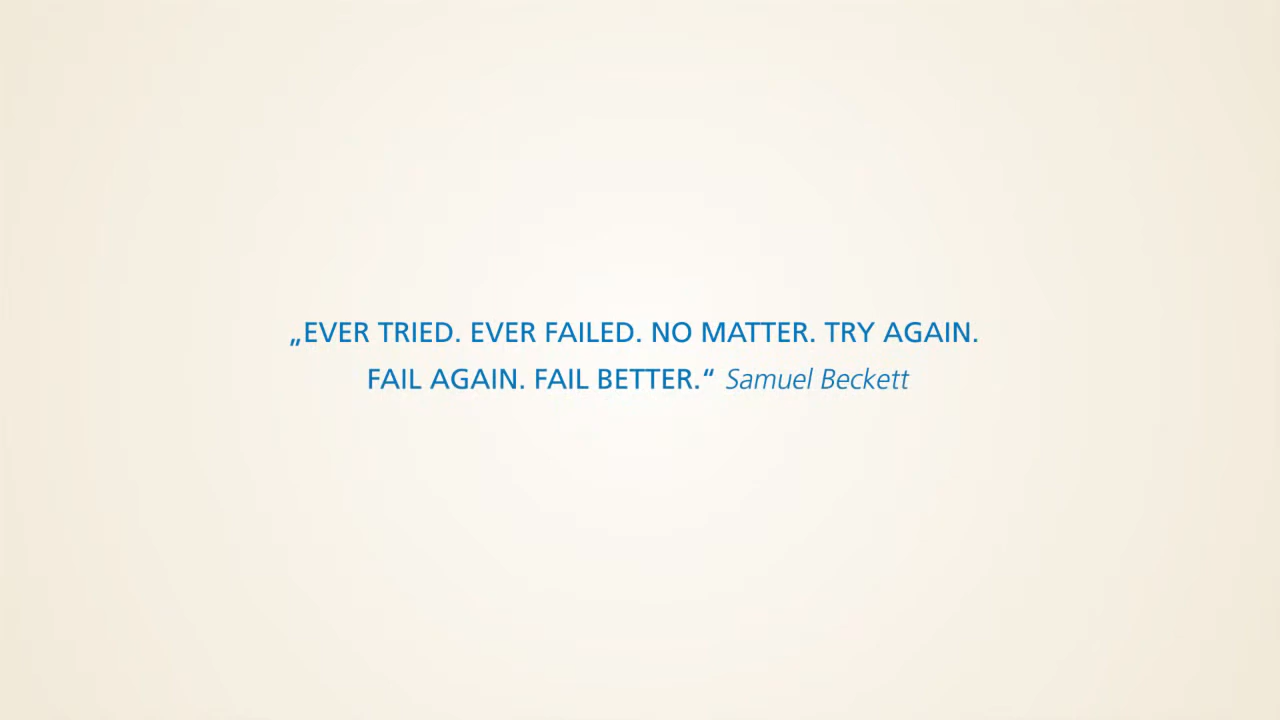 „EVER TRIED. EVER FAILED. NO MATTER. TRY AGAIN.
FAIL AGAIN. FAIL BETTER.“ Samuel Beckett